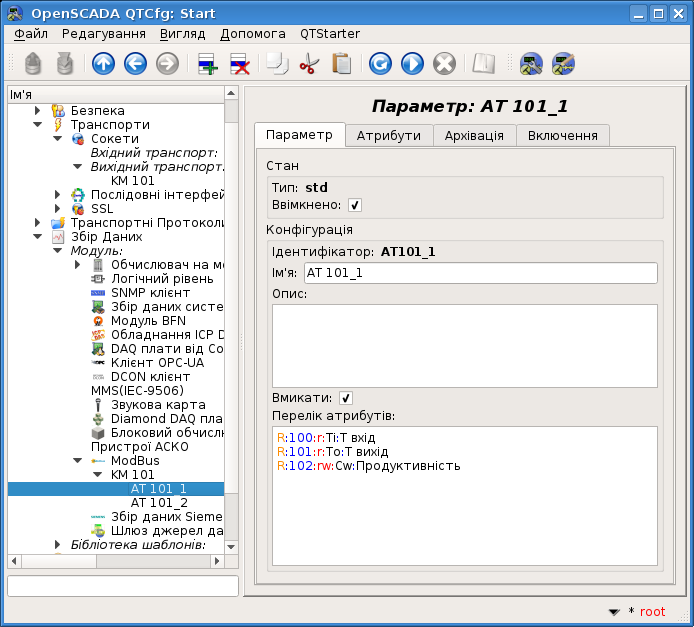 OpenSCADA QTCfg: Start
Файл Редагування Вигляд Допомога QTStarter
Ім'я
Безпека
Транспорти
Сокети
Вхідний транспорт:
Вихідний транспорт:
КМ 101
Послідовні інтерфей
SSL
Транспортні Протоколи
Збір Даних
Модуль:
Обчислювач на мо
Логічний рівень
SNMP клієнт
Збір даних систе
Модуль BFN
Обладнання ICP D
DAQ плати від Co
Клієнт OPC-UA
DCON клієнт
MMS(IEC-9506)
Звукова карта
Diamond DAQ пла
Блоковий обчисл
Пристрої АСКО
ModBus
КМ 101
AT 101_1
AT 101_2
Збір даних Sieme
Шлюз джерел да
Бібліотека шаблонів:
Параметр: AT 101_1
Параметр Атрибути Архівація Включення
Стан
Тип: std
Ввімкнено:
Конфігурація
Ідентифікатор: AT101_1
Ім'я: AT 101_1
Опис:
Вмикати:
Перелік атрибутів:
R:100:r:Ti:T вхід
R:101:r:To:T вихід
R:102:rw:Cw:Продуктивність
* root